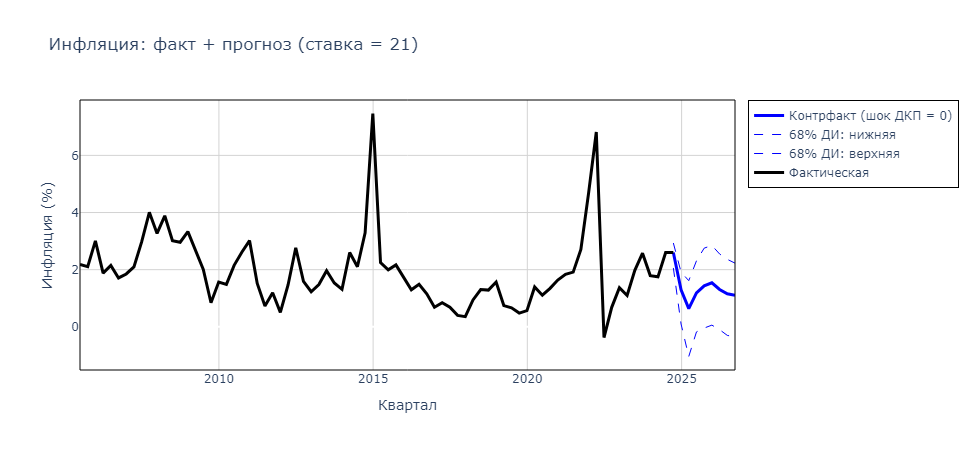 Инфляция: факт + прогноз (ставка = 21)
Контрфакт (шок ДКП = 0)
68% ДИ: нижняя
68% ДИ: верхняя
Фактическая
Инфляция (%)
6
4
2
0
2010
2015
2020
2025
Квартал